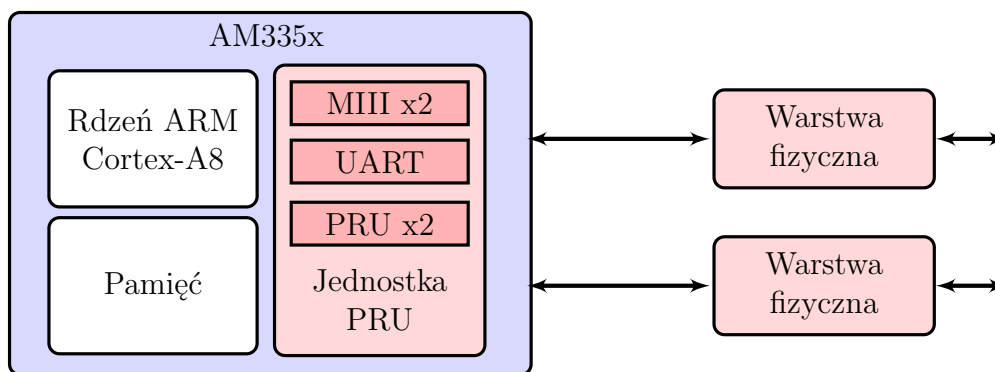 AM335x
Rdzeń ARM
Cortex-A8
Pamięć
MIII x2
UART
PRU x2
Jednostka
PRU
Warstwa
fizyczna
Warstwa
fizyczna